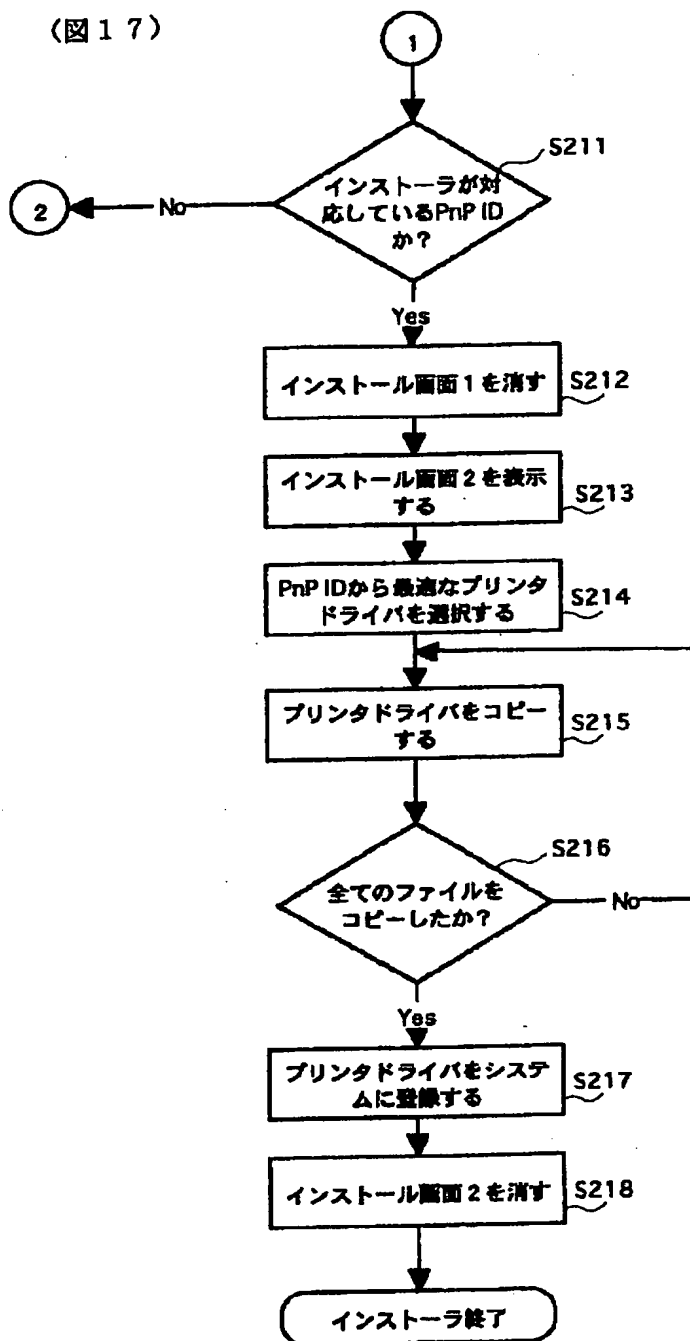 (図17)
1
S211
インストーラが対
応しているPnP ID
か?
No
2
Yes
インストール画面1を消す
S212
インストール画面2を表示
する
S213
PnP IDから最適なプリンタ
ドライバを選択する
S214
プリンタドライバをコピー
する
S215
S216
全てのファイルを
コピーしたか?
No
Yes
プリンタドライバをシステ
ムに登録する
S217
インストール画面2を消す
S218
インストーラ終了